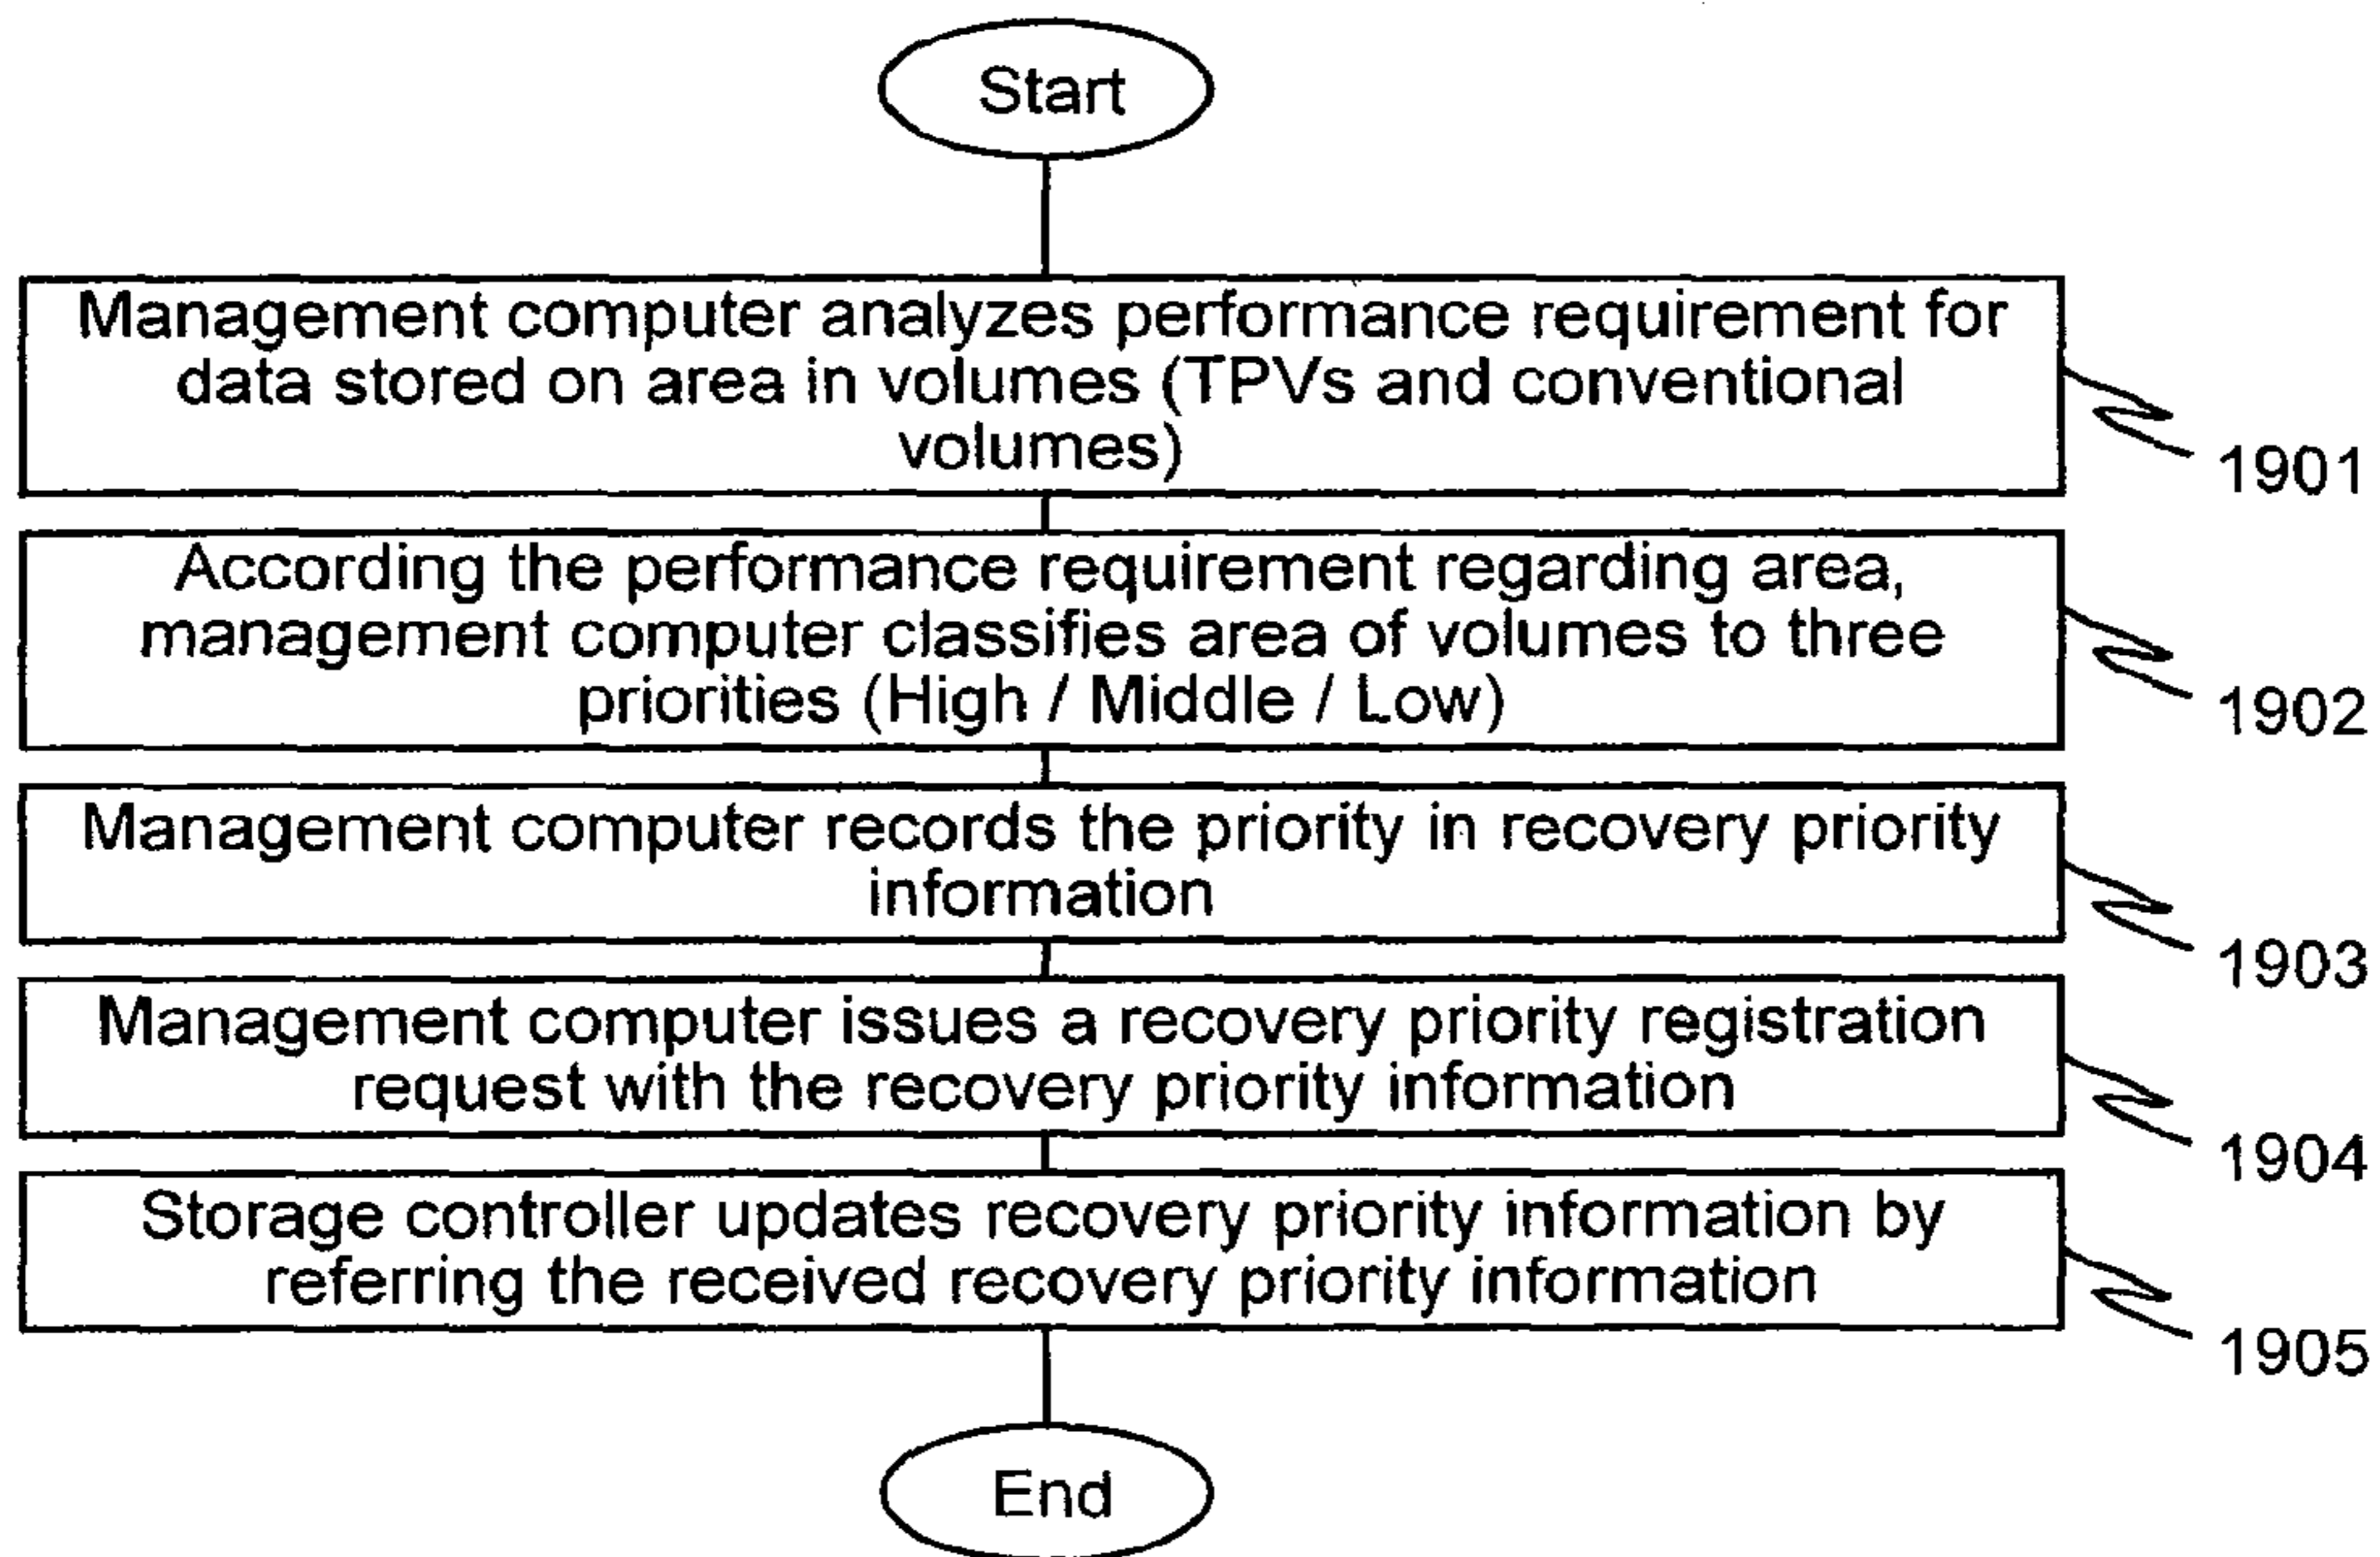 Start
Management computer analyzes performance requirement for
data stored on area in volumes (TPVs and conventional
volumes)
1901
According the performance requirement regarding area,
management computer classifies area of volumes to three
priorities (High / Middle / Low)
1902
Management computer records the priority in recovery priority
information
1903
Management computer issues a recovery priority registration
request with the recovery priority information
1904
Storage controller updates recovery priority information by
referring the received recovery priority information
1905
End